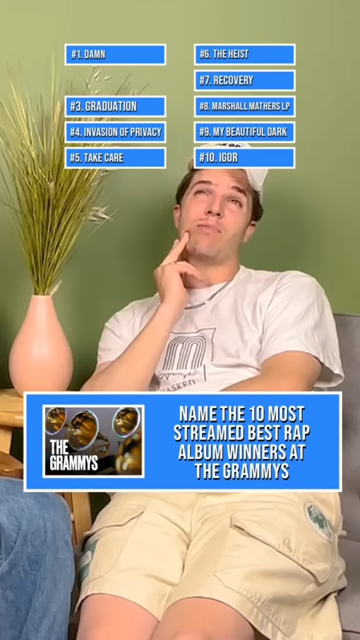 #1. DAMN
#3. GRADUATION
#4. INVASION OF PRIVACY
#5. TAKE CARE
#6. THE HEIST
#7. RECOVERY
#8. MARSHALL MATHERS LP
#9. MY BEAUTIFUL DARK
#10. IGOR
THE
GRAMMYS
NAME THE 10 MOST
STREAMED BEST RAP
ALBUM WINNERS AT
THE GRAMMYS